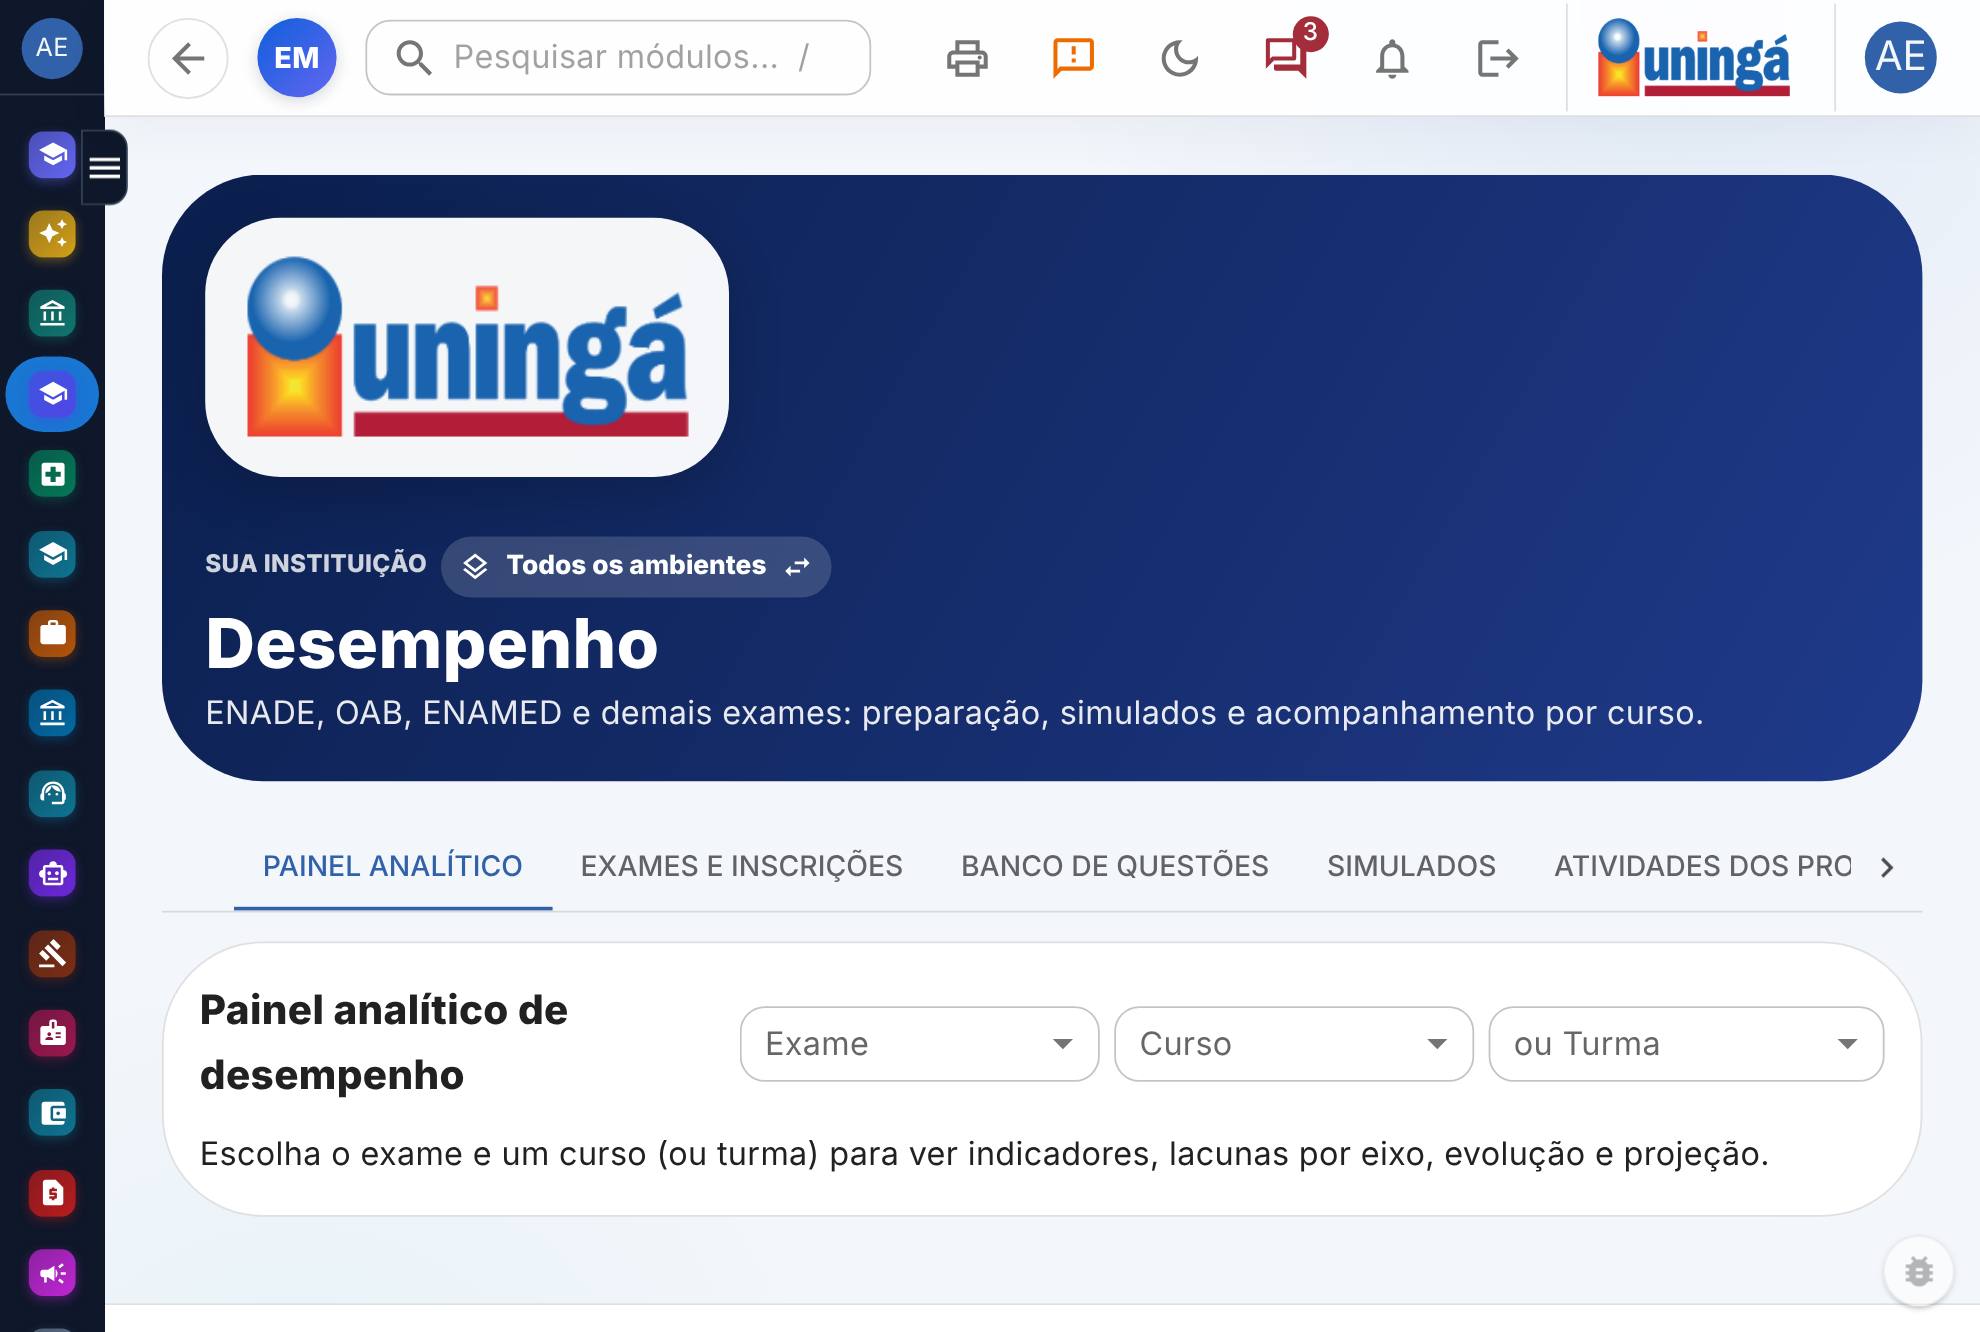 AE
EM
Pesquisar módulos... /
3
uningá
AE
uningá
SUA INSTITUIÇÃO
Todos os ambientes
Desempenho
ENADE, OAB, ENAMED e demais exames: preparação, simulados e acompanhamento por curso.
PAINEL ANALÍTICO
EXAMES E INSCRIÇÕES
BANCO DE QUESTÕES
SIMULADOS
ATIVIDADES DOS PRO
Painel analítico de
desempenho
Exame
Curso
ou Turma
Escolha o exame e um curso (ou turma) para ver indicadores, lacunas por eixo, evolução e projeção.